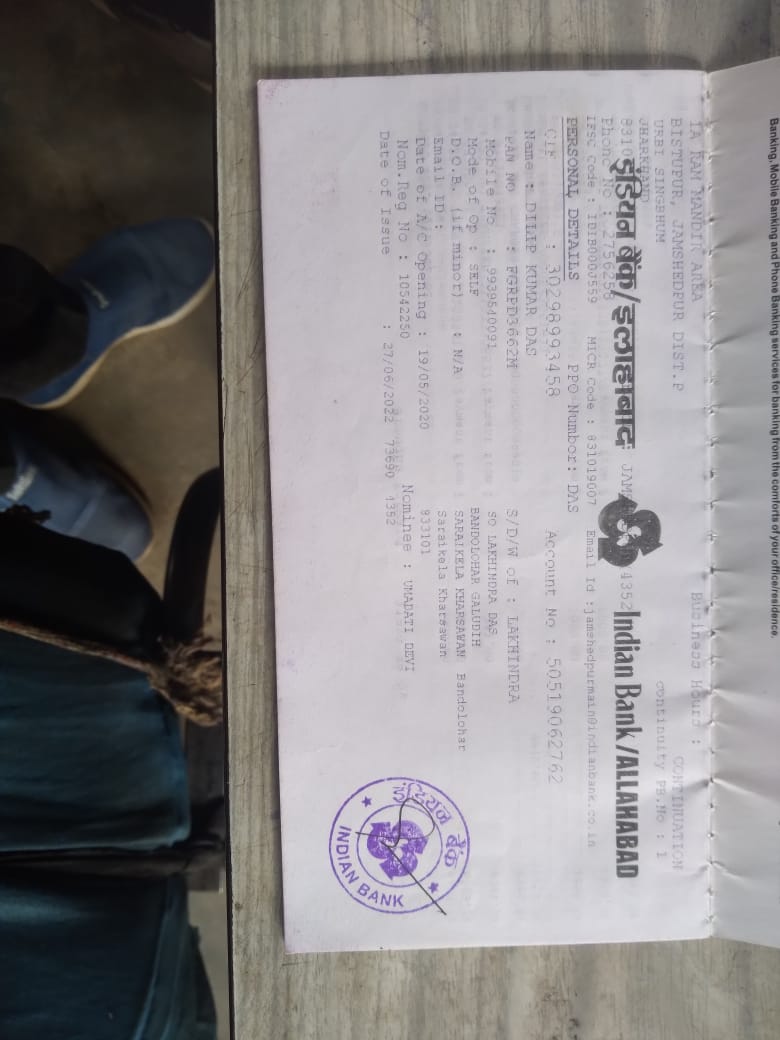 Banking, Mobile Banking and Phone Banking services for banking from the comforts of your office/residence.
1A RAM MANDIR AREA Business Hours :
BISTUPUR, JAMSHEDPUR DIST.P CONTINUATION
URBI SINGBHUM continuity PB.No : 1
JHARKHAND
इंडियन बैंक/इलाहाबाद Indian Bank/ALLAHABAD
8310 JAMS 4352
Phone No : 2756258
IFSC Code : IDIB000J559 MICR Code : 831019007 Email Id :jamshedpurmain@indianbank.co.in
PERSONAL DETAILS PPO Number: DAS
CIF : 30298993458 Account No : 50519062762
Name : DILIP KUMAR DAS
PAN NO : FGRPD3662M S/D/W of : LAKHINDRA
Mobile No : 9939640091 SO LAKHINDRA DAS
Mode of Op : SELF BANDOLOHAR GALUDIH
D.O.B. (if minor) : N/A SARAIKELA KHARSAWAN Bandolohar
Email ID : Saraikela Kharsawan
Date of A/C Opening : 19/05/2020 833101
Nom.Reg No : 10542250 Nominee : UMADATI DEVI
Date of Issue : 27/06/2022 73690 4352
इंडियन बैंक
INDIAN BANK